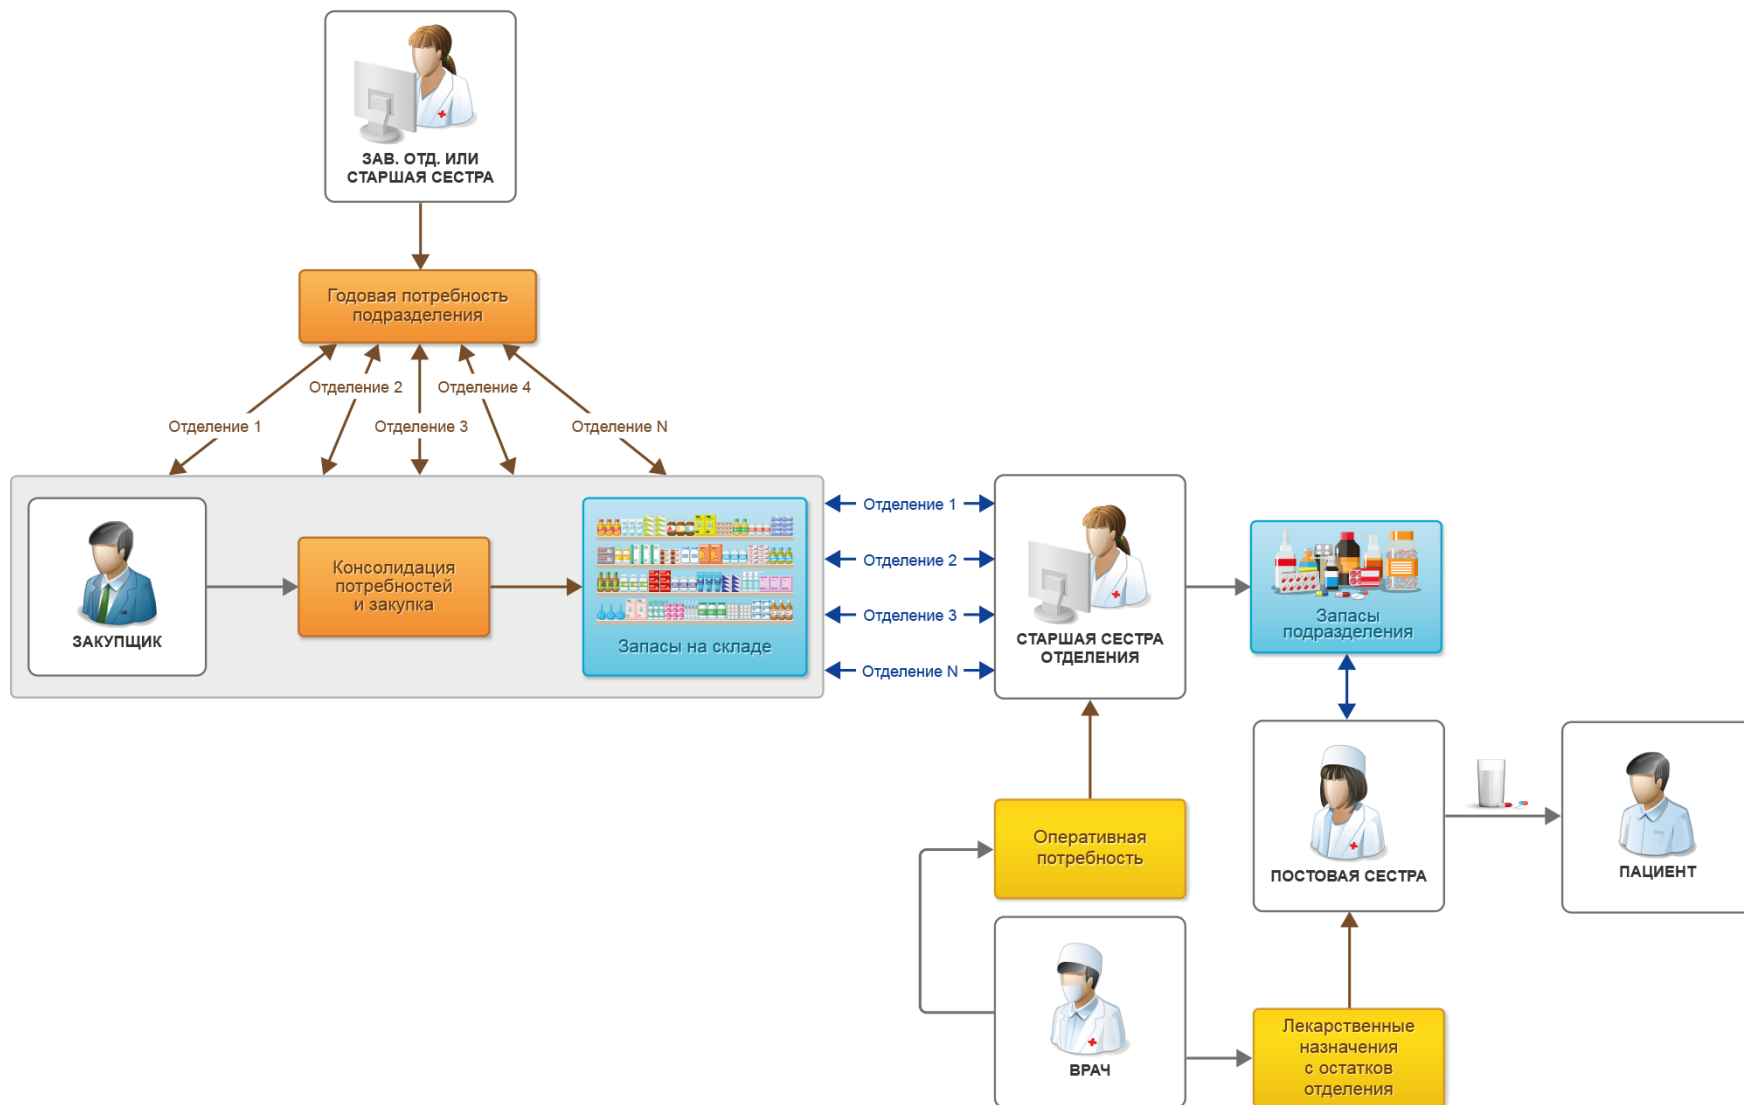 ЗАВ. ОТД. ИЛИ
СТАРШАЯ СЕСТРА
Годовая потребность
подразделения
Отделение 2
Отделение 4
Отделение 1
Отделение 3
Отделение N
ЗАКУПЩИК
Консолидация
потребностей
и закупка
Запасы на складе
Отделение 1
Отделение 2
Отделение 3
Отделение N
СТАРШАЯ СЕСТРА
ОТДЕЛЕНИЯ
Запасы
подразделения
Оперативная
потребность
ПОСТОВАЯ СЕСТРА
ПАЦИЕНТ
ВРАЧ
Лекарственные
назначения
с остатков
отделения